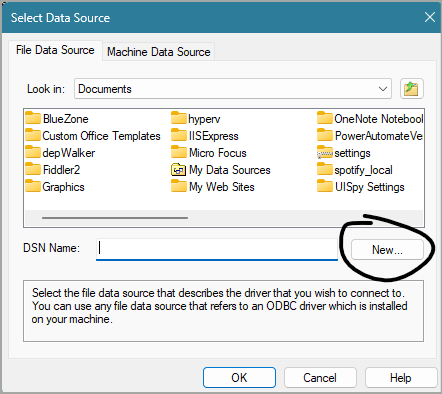 Select Data Source
File Data Source
Machine Data Source
Look in:
Documents
BlueZone
Custom Office Templates
depWalker
Fiddler2
Graphics
hyperv
IISExpress
Micro Focus
My Data Sources
My Web Sites
OneNote Notebool
PowerAutomateVe
settings
spotify_local
UISpy Settings
DSN Name:
New...
Select the file data source that describes the driver that you wish to connect to.
You can use any file data source that refers to an ODBC driver which is installed
on your machine.
OK
Cancel
Help